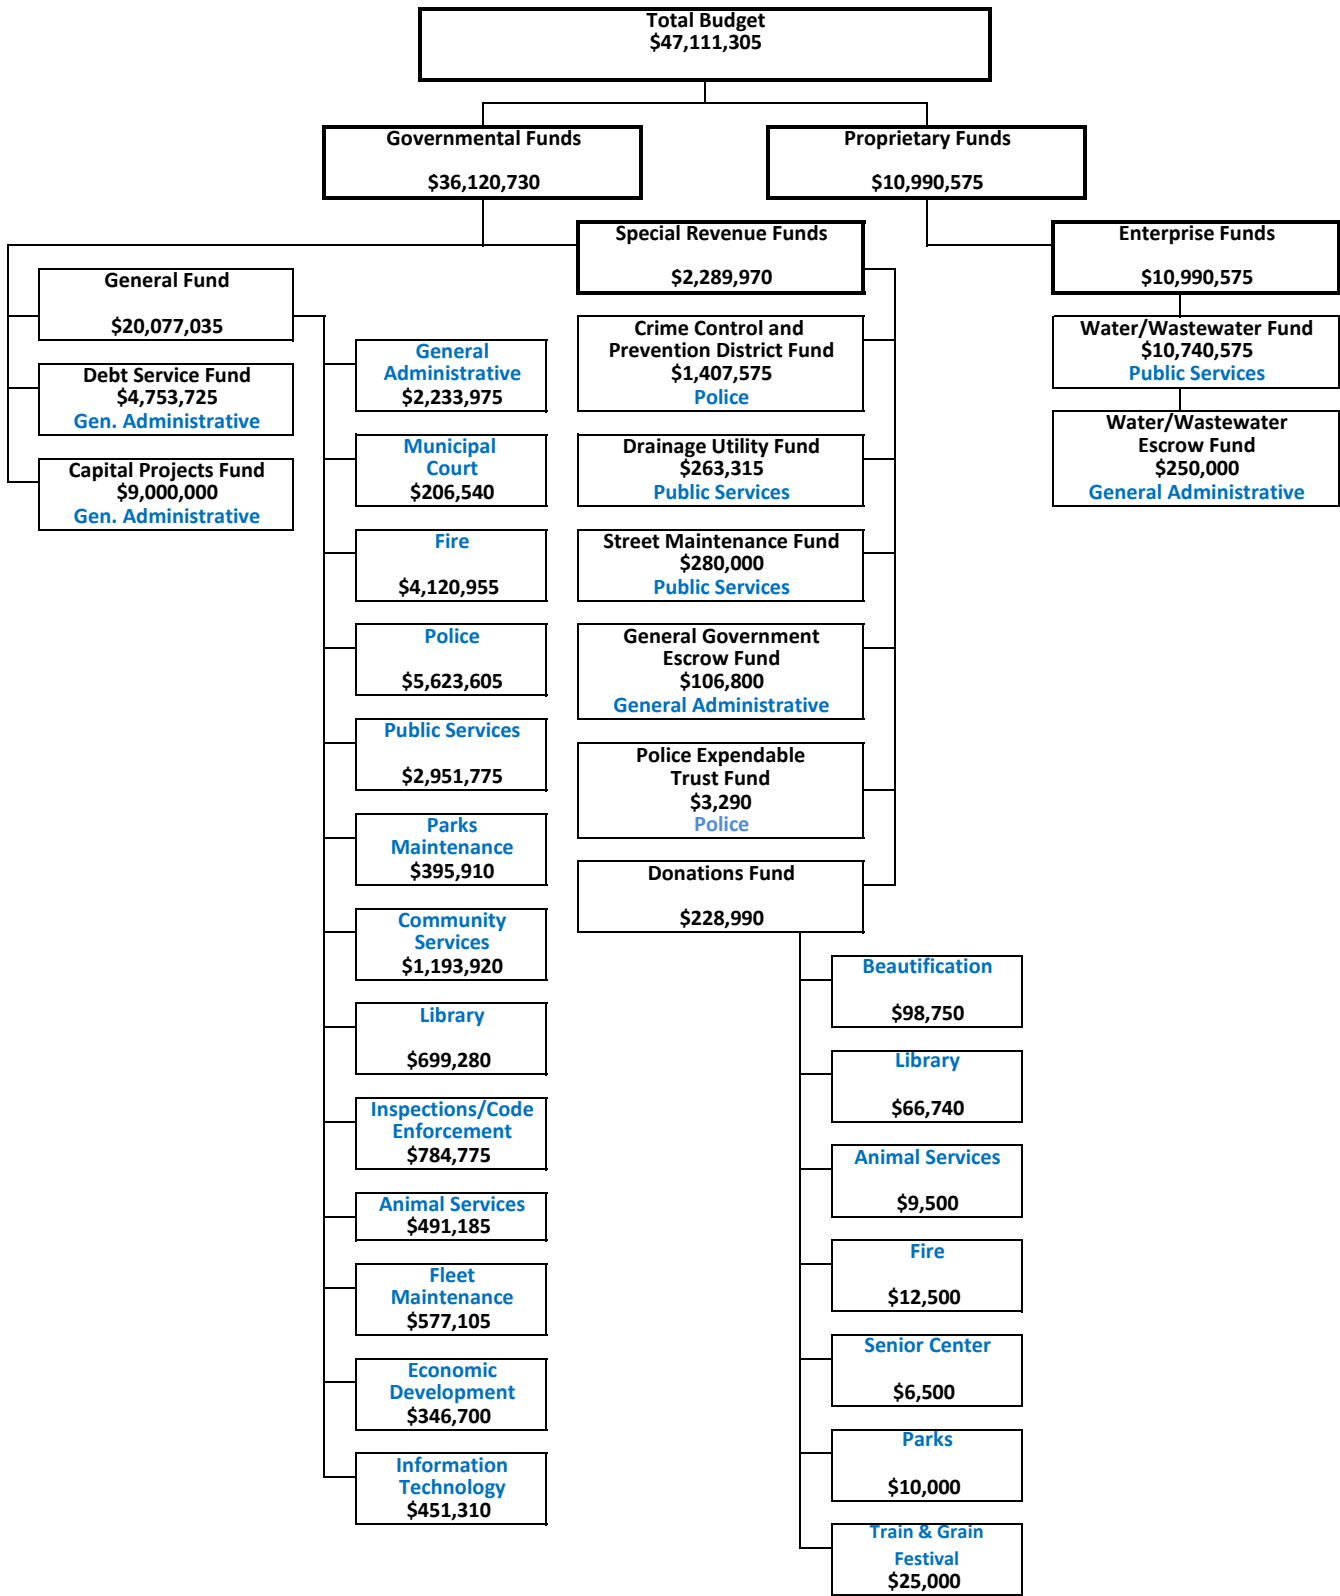 Total Budget
$47,111,305
Governmental Funds
$36,120,730
Proprietary Funds
$10,990,575
General Fund
$20,077,035
Debt Service Fund
$4,753,725
Gen. Administrative
Capital Projects Fund
$9,000,000
Gen. Administrative
General
Administrative
$2,233,975
Municipal
Court
$206,540
Fire
$4,120,955
Police
$5,623,605
Public Services
$2,951,775
Parks
Maintenance
$395,910
Community
Services
$1,193,920
Library
$699,280
Inspections/Code
Enforcement
$784,775
Animal Services
$491,185
Fleet
Maintenance
$577,105
Economic
Development
$346,700
Information
Technology
$451,310
Special Revenue Funds
$2,289,970
Crime Control and
Prevention District Fund
$1,407,575
Police
Drainage Utility Fund
$263,315
Public Services
Street Maintenance Fund
$280,000
Public Services
General Government
Escrow Fund
$106,800
General Administrative
Police Expendable
Trust Fund
$3,290
Police
Donations Fund
$228,990
Beautification
$98,750
Library
$66,740
Animal Services
$9,500
Fire
$12,500
Senior Center
$6,500
Parks
$10,000
Train & Grain
Festival
$25,000
Enterprise Funds
$10,990,575
Water/Wastewater Fund
$10,740,575
Public Services
Water/Wastewater
Escrow Fund
$250,000
General Administrative